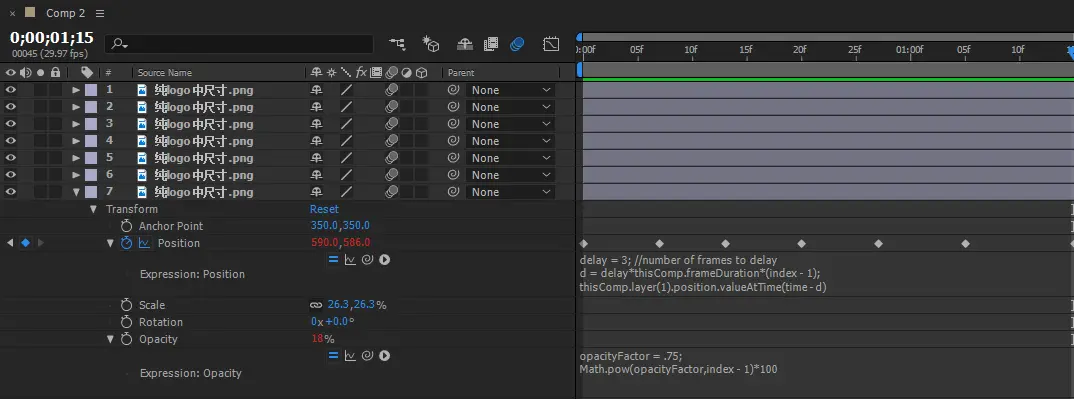 × Comp 2
0;00;01;15
00045 (29.97 fps)
0:00f 05f 10f 15f 20f 25f 01:00f 05f 10f
# Source Name fx Parent
1 纯logo中尺寸.png None
2 纯logo中尺寸.png None
3 纯logo中尺寸.png None
4 纯logo中尺寸.png None
5 纯logo中尺寸.png None
6 纯logo中尺寸.png None
7 纯logo中尺寸.png None
Transform Reset
Anchor Point 350.0,350.0
Position 590.0,586.0
delay = 3; //number of frames to delay
Expression: Position d = delay*thisComp.frameDuration*(index - 1);
thisComp.layer(1).position.valueAtTime(time - d)
Scale 26.3,26.3%
Rotation 0x+0.0°
Opacity 18%
opacityFactor = .75;
Expression: Opacity Math.pow(opacityFactor,index - 1)*100